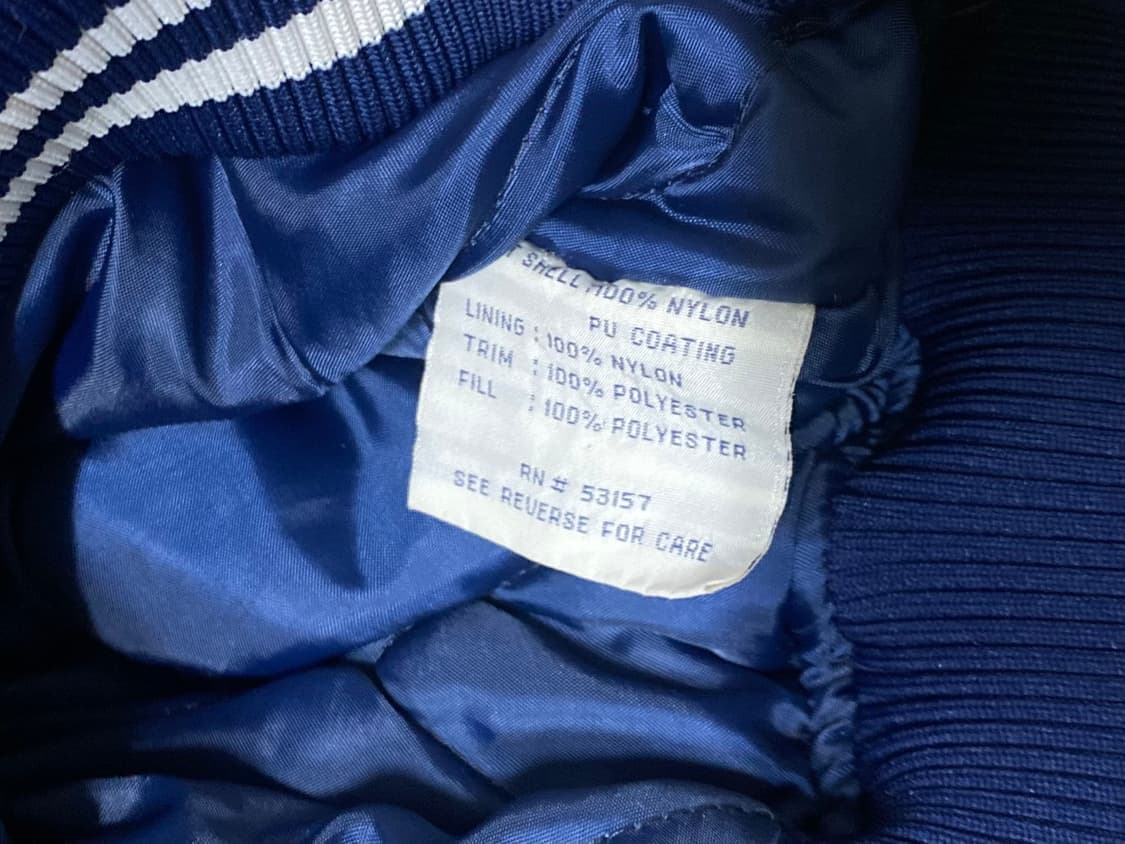 SHELL : 100% NYLON
PU COATING
LINING : 100% NYLON
TRIM : 100% POLYESTER
FILL : 100% POLYESTER
RN # 53157
SEE REVERSE FOR CARE